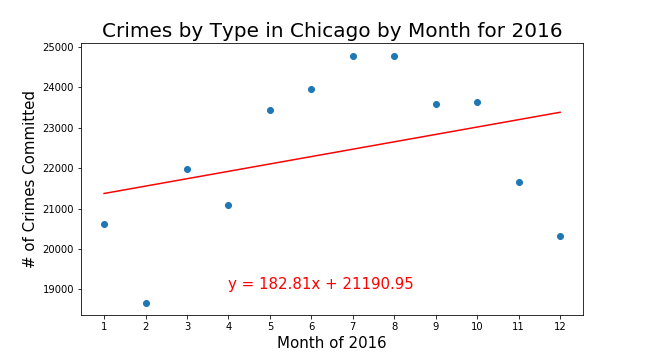 Crimes by Type in Chicago by Month for 2016
25000
24000
23000
22000
21000
20000
19000
# of Crimes Committed
y = 182.81x + 21190.95
1 2 3 4 5 6 7 8 9 10 11 12
Month of 2016